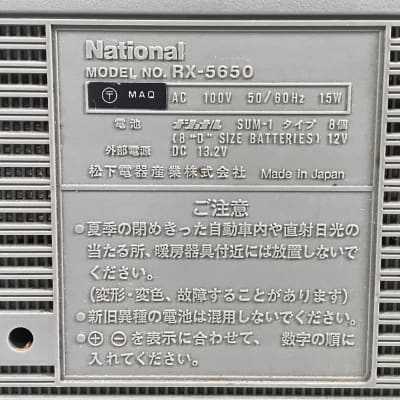 National
MODEL NO. RX-5650
〒 MAQ AC 100V 50/60Hz 15W
電池 ナショナル SUM-1 タイプ 8個
(8 "D" SIZE BATTERIES) 12V
外部電源 DC 13.2V
松下電器産業株式会社 Made in Japan
ご注意
●夏季の閉めきった自動車内や直射日光の
当たる所、暖房器具付近には放置しないで
ください。
(変形・変色、故障することがあります)
●新旧異種の電池は混用しないでください。
●⊕⊖を表示に合わせて、 数字の順に
入れてください。